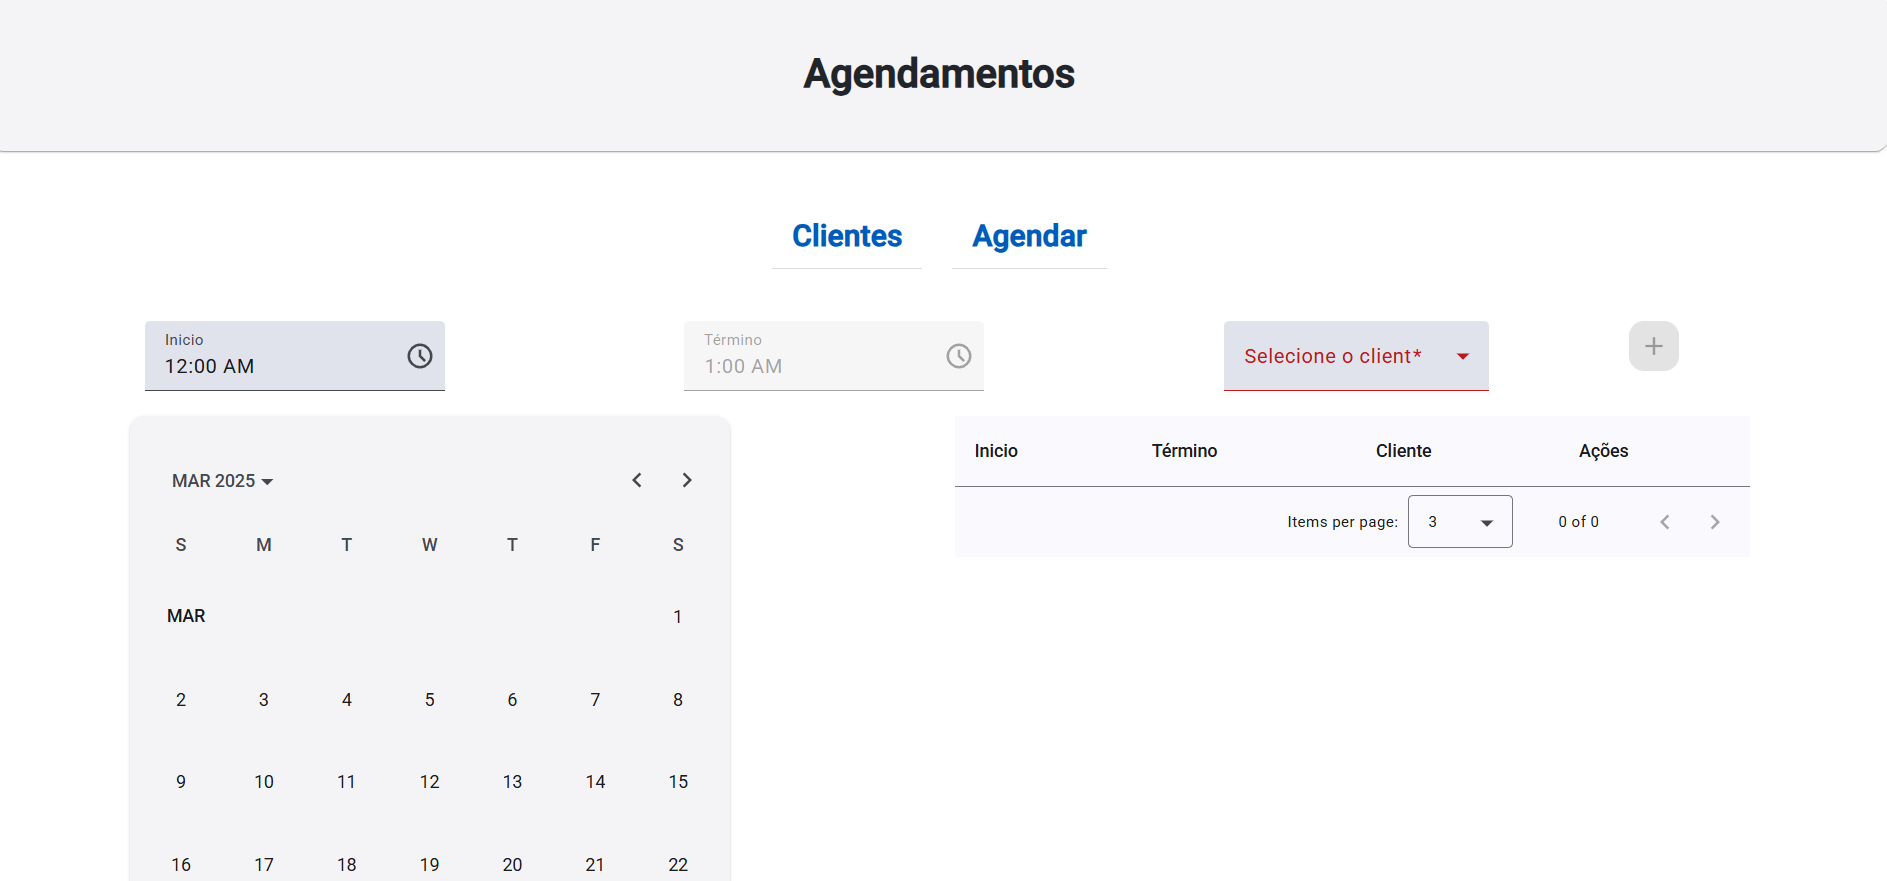 Agendamentos
Clientes Agendar
Inicio
12:00 AM
Término
1:00 AM
Selecione o client*
MAR 2025
S M T W T F S
MAR 1
2 3 4 5 6 7 8
9 10 11 12 13 14 15
16 17 18 19 20 21 22
Inicio Término Cliente Ações
Items per page: 3 0 of 0